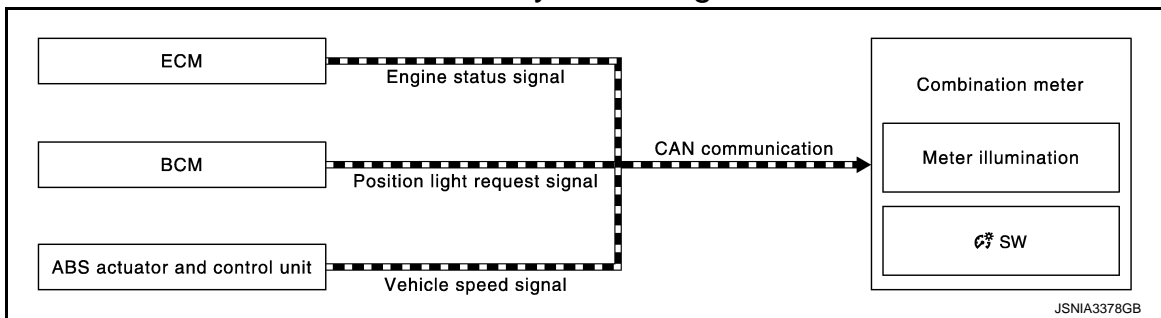 ECM
Engine status signal
BCM
Position light request signal
ABS actuator and control unit
Vehicle speed signal
CAN communication
Combination meter
Meter illumination
SW
JSNIA3378GB